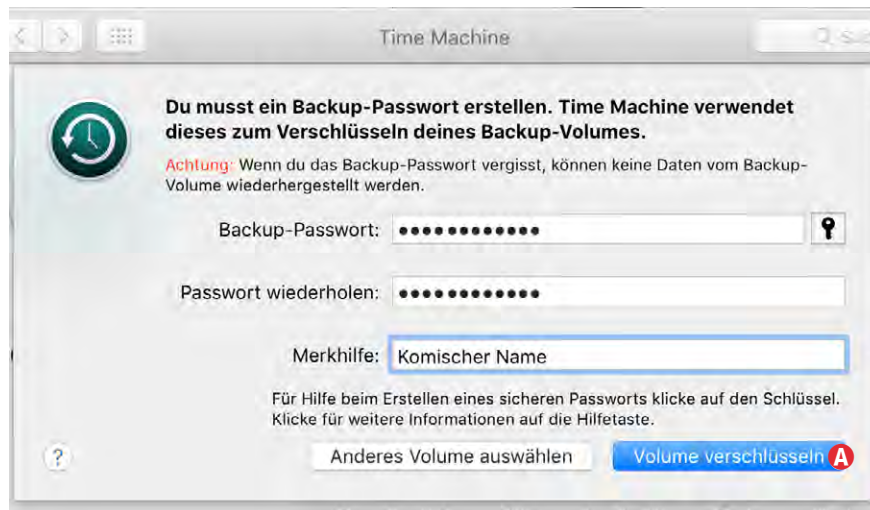 Time Machine
Du musst ein Backup-Passwort erstellen. Time Machine verwendet
dieses zum Verschlüsseln deines Backup-Volumes.
Achtung: Wenn du das Backup-Passwort vergisst, können keine Daten vom Backup-
Volume wiederhergestellt werden.
Backup-Passwort: ●●●●●●●●●●●●
Passwort wiederholen: ●●●●●●●●●●●●
Merkhilfe: Komischer Name
Für Hilfe beim Erstellen eines sicheren Passworts klicke auf den Schlüssel.
Klicke für weitere Informationen auf die Hilfetaste.
? Anderes Volume auswählen Volume verschlüsseln A